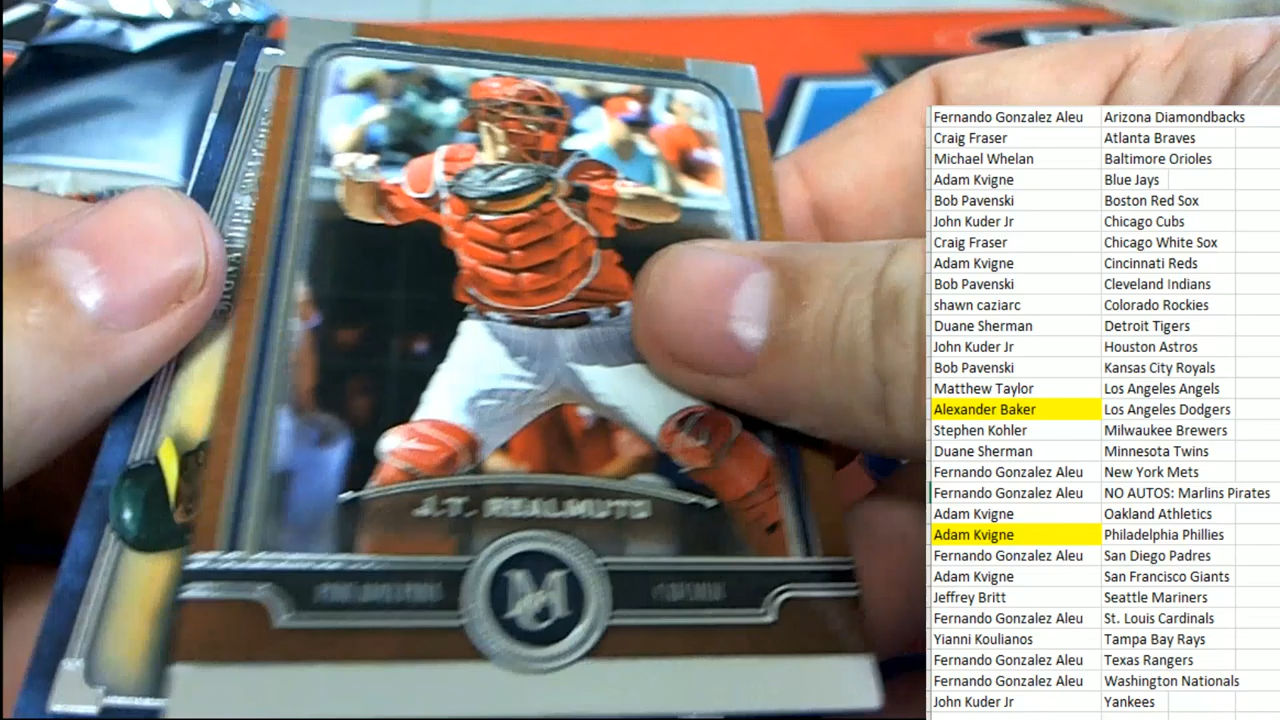 J.T. REALMUTO
M
Fernando Gonzalez Aleu Arizona Diamondbacks
Craig Fraser Atlanta Braves
Michael Whelan Baltimore Orioles
Adam Kvigne Blue Jays
Bob Pavenski Boston Red Sox
John Kuder Jr Chicago Cubs
Craig Fraser Chicago White Sox
Adam Kvigne Cincinnati Reds
Bob Pavenski Cleveland Indians
shawn caziarc Colorado Rockies
Duane Sherman Detroit Tigers
John Kuder Jr Houston Astros
Bob Pavenski Kansas City Royals
Matthew Taylor Los Angeles Angels
Alexander Baker Los Angeles Dodgers
Stephen Kohler Milwaukee Brewers
Duane Sherman Minnesota Twins
Fernando Gonzalez Aleu New York Mets
Fernando Gonzalez Aleu NO AUTOS: Marlins Pirates
Adam Kvigne Oakland Athletics
Adam Kvigne Philadelphia Phillies
Fernando Gonzalez Aleu San Diego Padres
Adam Kvigne San Francisco Giants
Jeffrey Britt Seattle Mariners
Fernando Gonzalez Aleu St. Louis Cardinals
Yianni Koulianos Tampa Bay Rays
Fernando Gonzalez Aleu Texas Rangers
Fernando Gonzalez Aleu Washington Nationals
John Kuder Jr Yankees